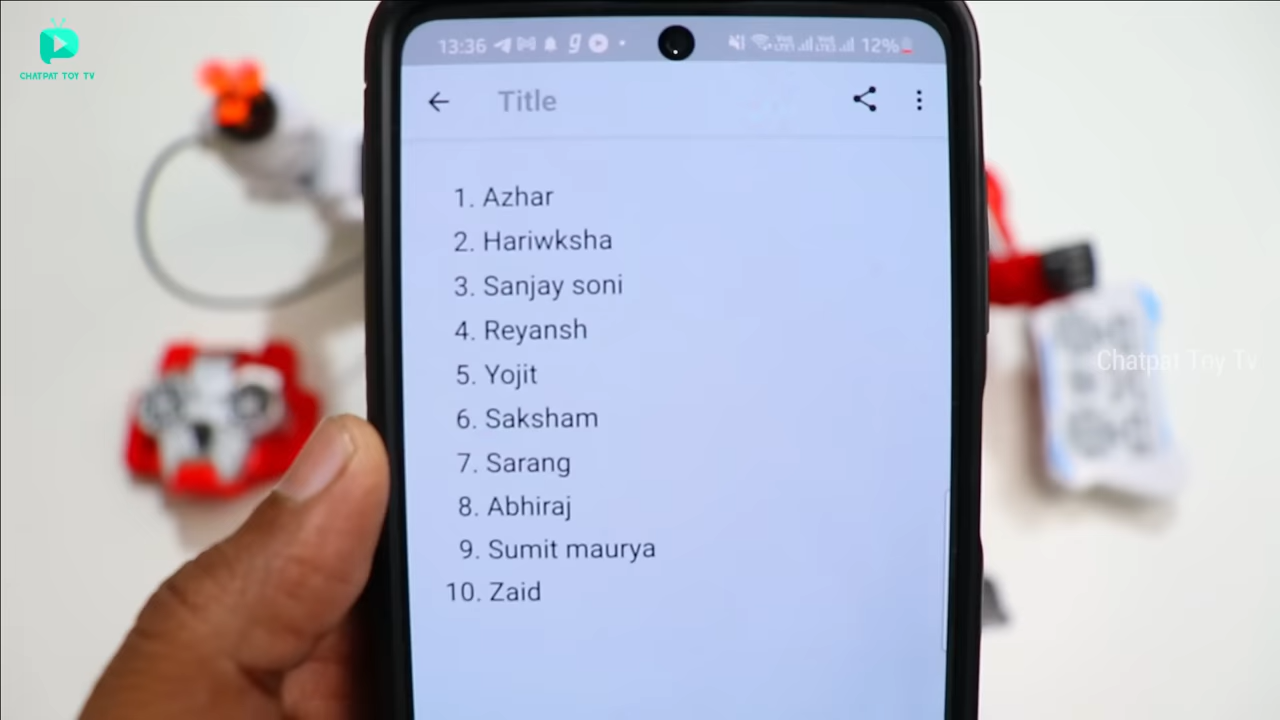 CHATPAT TOY TV
13:36
12%
Title
1. Azhar
2. Hariwksha
3. Sanjay soni
4. Reyansh
5. Yojit
6. Saksham
7. Sarang
8. Abhiraj
9. Sumit maurya
10. Zaid
Chatpat Toy Tv